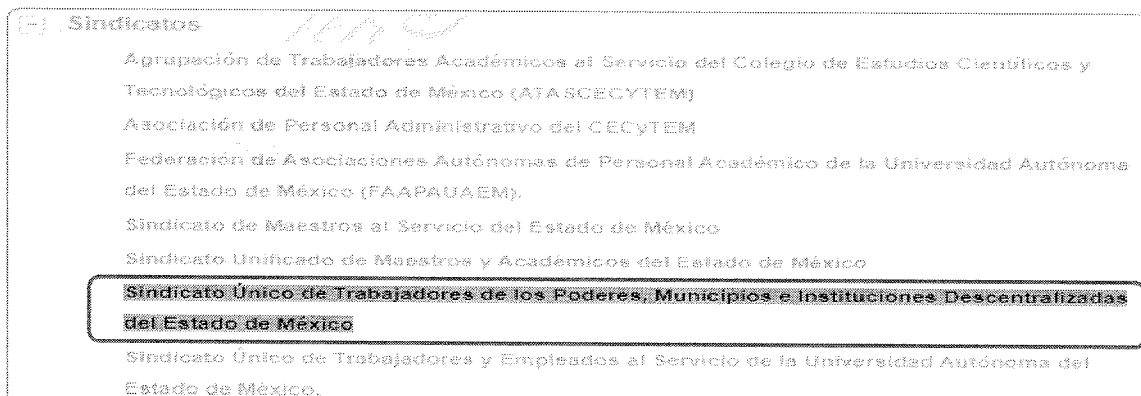 Sindicatos
Agrupación de Trabajadores Académicos al Servicio del Colegio de Estudios Científicos y
Tecnológicos del Estado de México (ATASCECYTEM)
Asociación de Personal Administrativo del CECyTEM
Federación de Asociaciones Autónomas de Personal Académico de la Universidad Autónoma
del Estado de México (FAAPAUAEM).
Sindicato de Maestros al Servicio del Estado de México
Sindicato Unificado de Maestros y Académicos del Estado de México
Sindicato Único de Trabajadores de los Poderes, Municipios e Instituciones Descentralizadas
del Estado de México
Sindicato Único de Trabajadores y Empleados al Servicio de la Universidad Autónoma del
Estado de México.